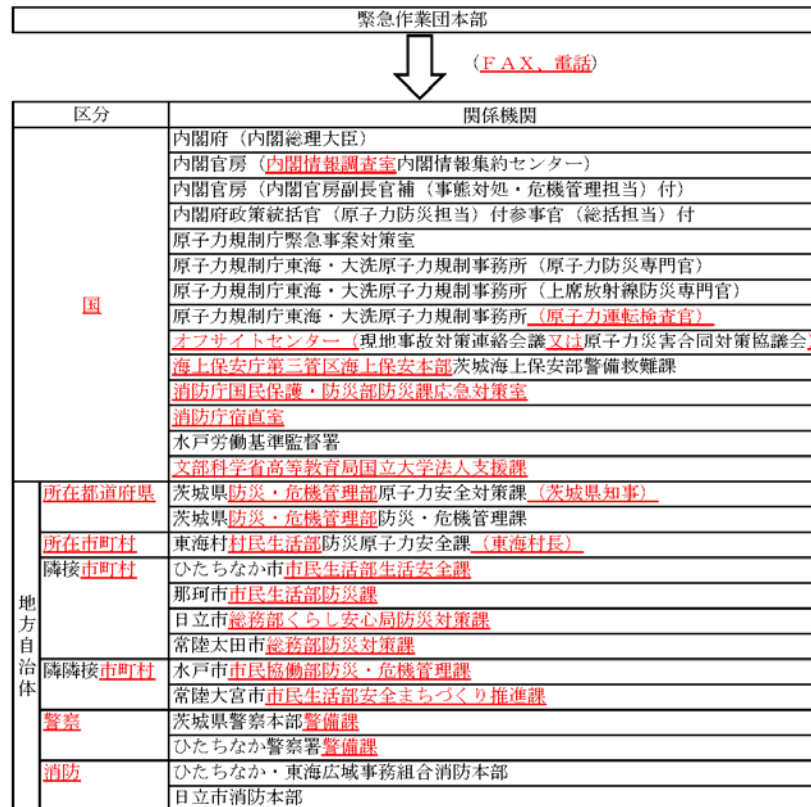 緊急作業団本部
(ＦＡＸ、電話)
区分 関係機関
国
内閣府（内閣総理大臣）
内閣官房（内閣情報調査室内閣情報集約センター）
内閣官房（内閣官房副長官補（事態対処・危機管理担当）付）
内閣府政策統括官（原子力防災担当）付参事官（総括担当）付
原子力規制庁緊急事案対策室
原子力規制庁東海・大洗原子力規制事務所（原子力防災専門官）
原子力規制庁東海・大洗原子力規制事務所（上席放射線防災専門官）
原子力規制庁東海・大洗原子力規制事務所（原子力運転検査官）
オフサイトセンター（現地事故対策連絡会議又は原子力災害合同対策協議会）
海上保安庁第三管区海上保安本部茨城海上保安部警備救難課
消防庁国民保護・防災部防災課応急対策室
消防庁宿直室
水戸労働基準監督署
文部科学省高等教育局国立大学法人支援課
地方自治体
所在都道府県 茨城県防災・危機管理部原子力安全対策課（茨城県知事）
茨城県防災・危機管理部防災・危機管理課
所在市町村 東海村村民生活部防災原子力安全課（東海村長）
隣接市町村 ひたちなか市市民生活部生活安全課
那珂市市民生活部防災課
日立市総務部くらし安心局防災対策課
常陸太田市総務部防災対策課
隣隣接市町村 水戸市市民協働部防災・危機管理課
常陸大宮市市民生活部安全まちづくり推進課
警察 茨城県警察本部警備課
ひたちなか警察署警備課
消防 ひたちなか・東海広域事務組合消防本部
日立市消防本部